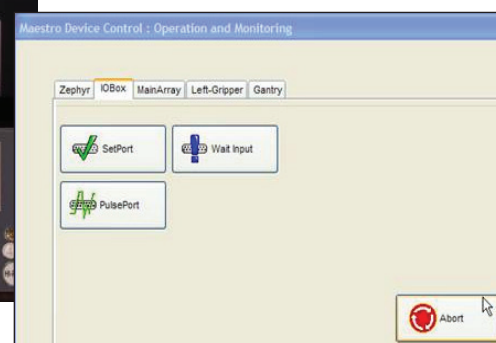 Maestro Device Control : Operation and Monitoring
Zephyr IOBox MainArray Left-Gripper Gantry
SetPort Wait Input
PulsePort
Abort